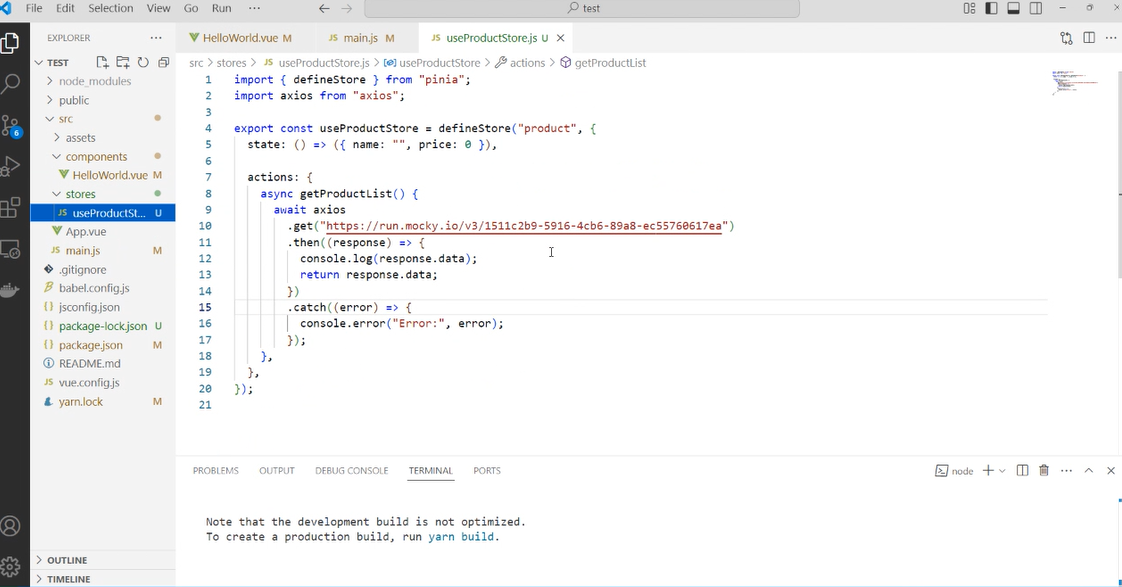 File Edit Selection View Go Run ··· test
EXPLORER ···
HelloWorld.vue M
JS main.js M
JS useProductStore.js U
TEST
src > stores > JS useProductStore.js > useProductStore > actions > getProductList
node_modules
public
src
assets
components
HelloWorld.vue M
stores
JS useProductSt... U
App.vue
JS main.js M
.gitignore
babel.config.js
{} jsconfig.json
{} package-lock.json U
{} package.json M
README.md
JS vue.config.js
yarn.lock M
OUTLINE
TIMELINE
6
1 import { defineStore } from "pinia";
2 import axios from "axios";
3
4 export const useProductStore = defineStore("product", {
5 state: () => ({ name: "", price: 0 }),
6
7 actions: {
8 async getProductList() {
9 await axios
10 .get("https://run.mocky.io/v3/1511c2b9-5916-4cb6-89a8-ec55760617ea")
11 .then((response) => {
12 console.log(response.data);
13 return response.data;
14 })
15 .catch((error) => {
16 console.error("Error:", error);
17 });
18 },
19 },
20 });
21
PROBLEMS OUTPUT DEBUG CONSOLE TERMINAL PORTS
node
Note that the development build is not optimized.
To create a production build, run yarn build.